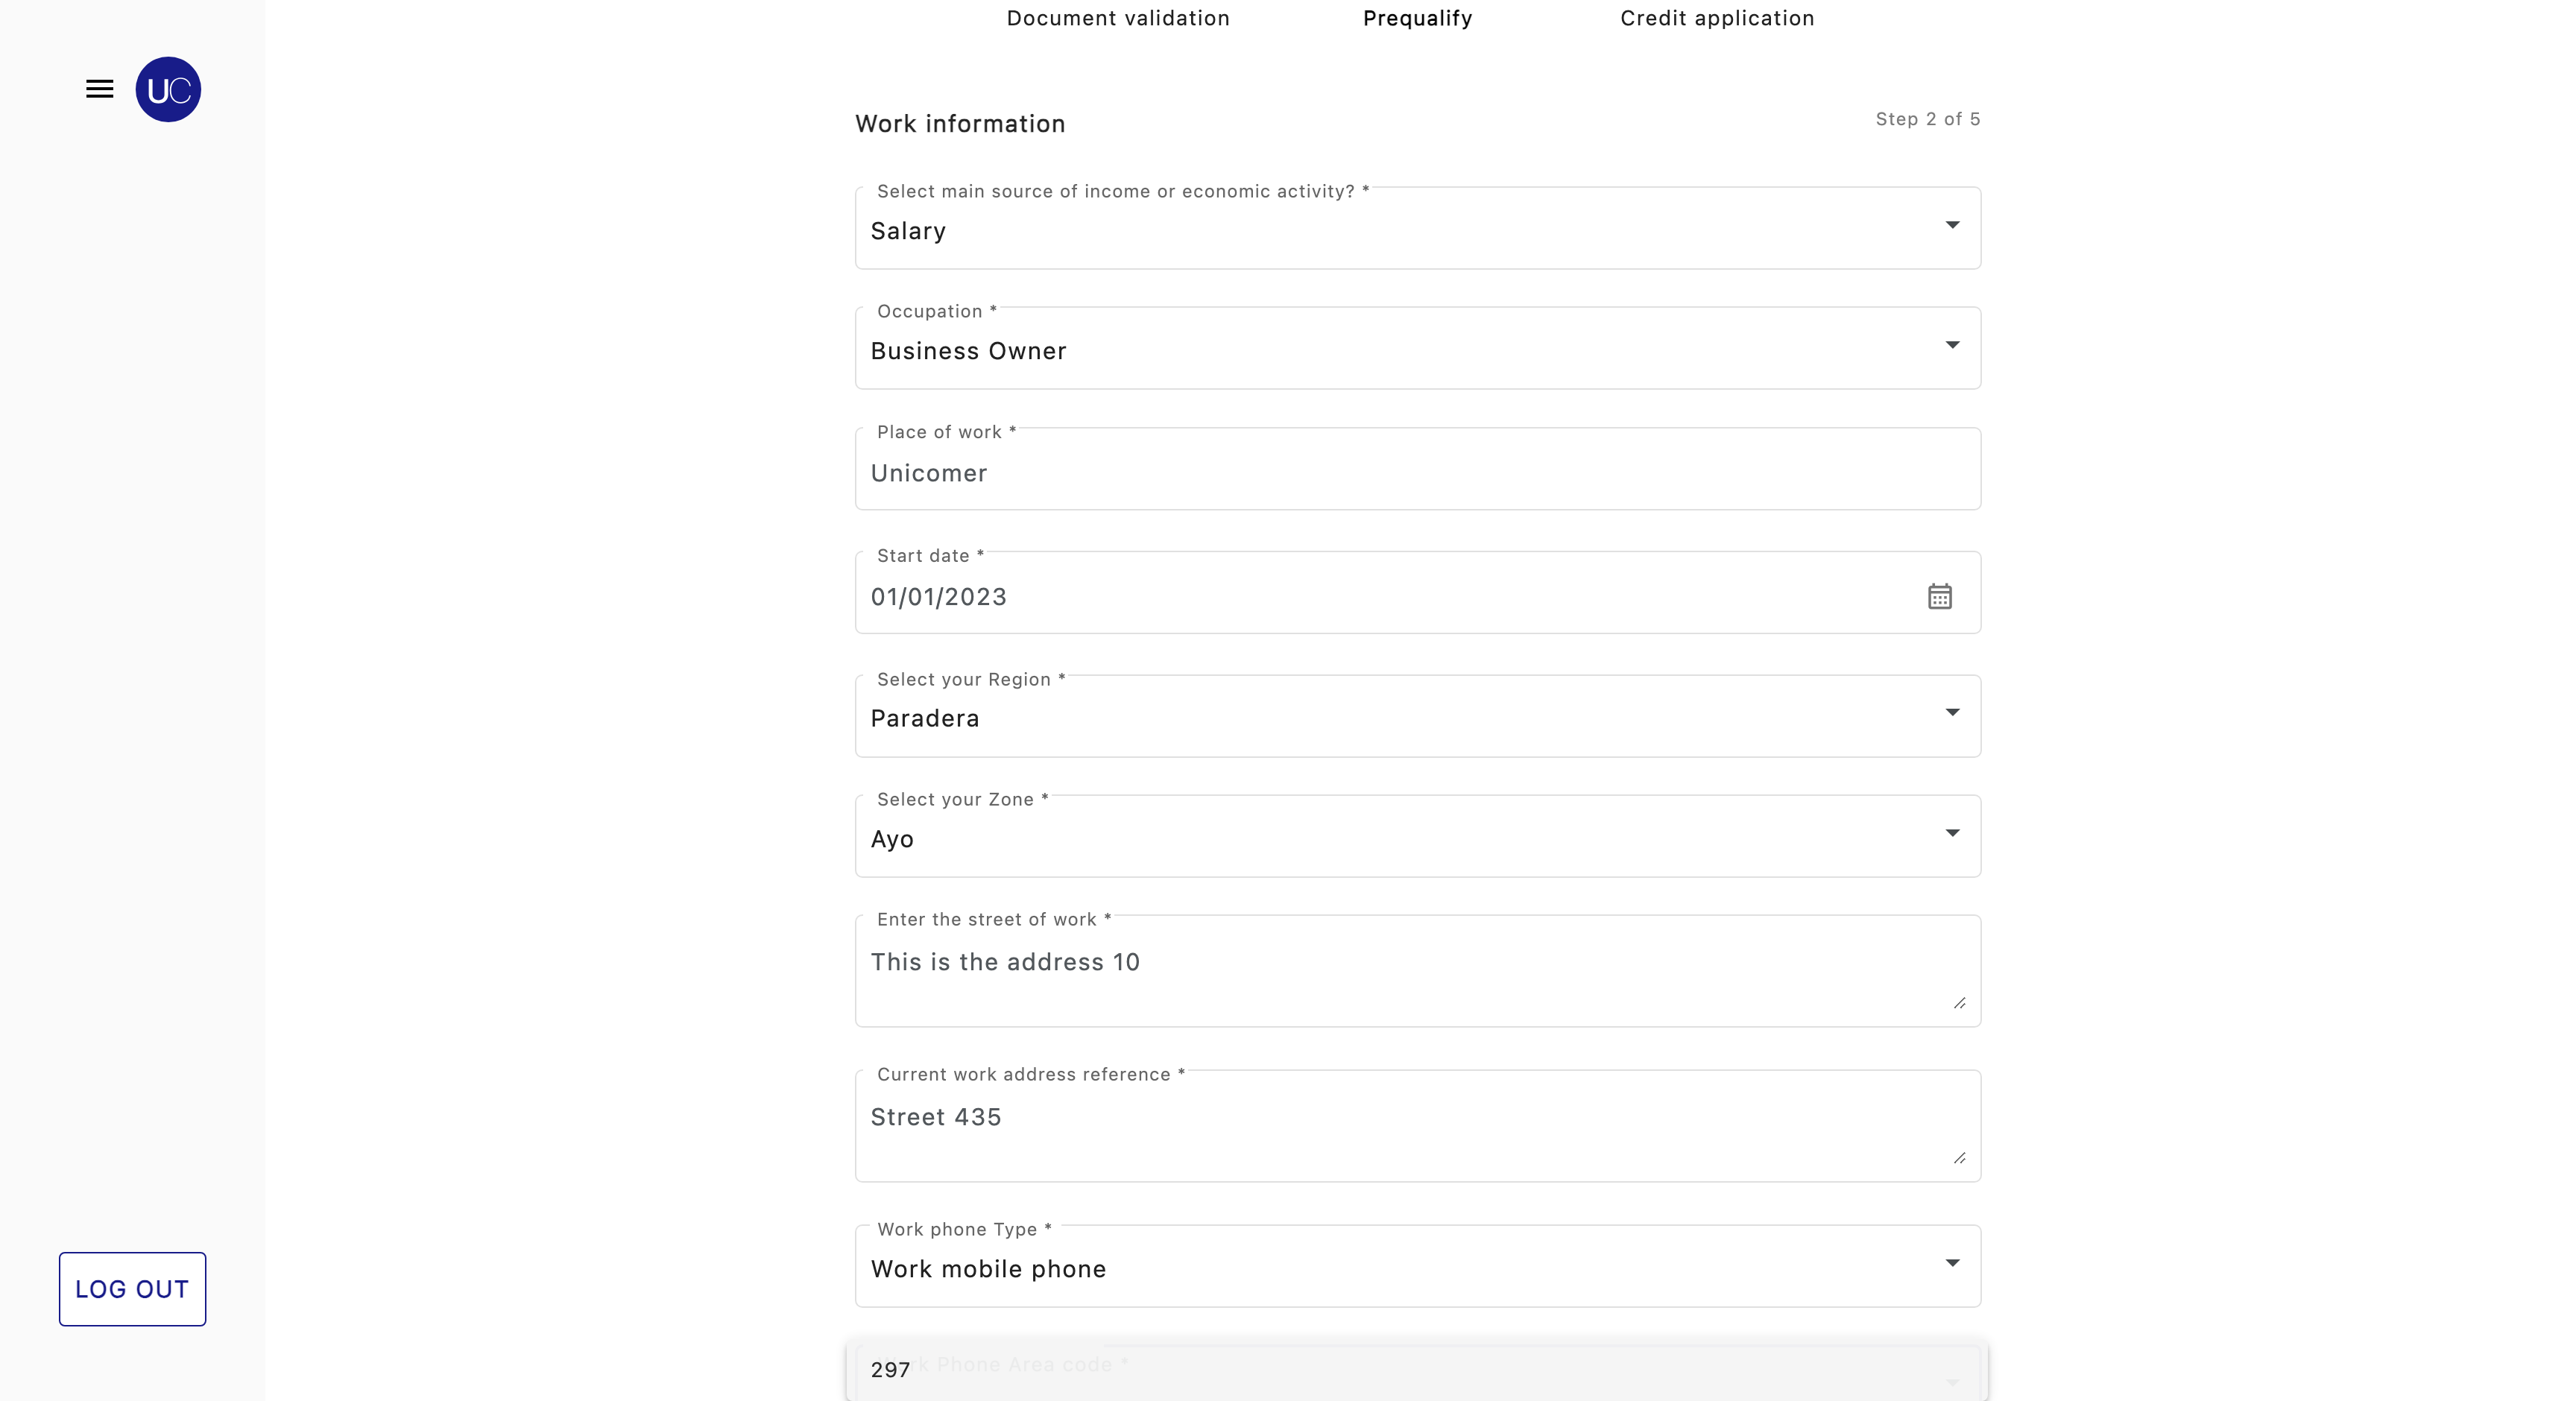 Document validation
Prequalify
Credit application
UC
Work information
Step 2 of 5
Select main source of income or economic activity? *
Salary
Occupation *
Business Owner
Place of work *
Unicomer
Start date *
01/01/2023
Select your Region *
Paradera
Select your Zone *
Ayo
Enter the street of work *
This is the address 10
Current work address reference *
Street 435
Work phone Type *
Work mobile phone
LOG OUT
Work Phone Area code *
297